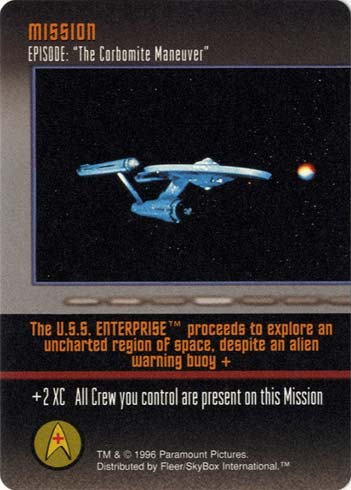 MISSION
EPISODE: "The Corbomite Maneuver"
The U.S.S. ENTERPRISE™ proceeds to explore an
uncharted region of space, despite an alien
warning buoy +
+2 XC All Crew you control are present on this Mission
TM & © 1996 Paramount Pictures.
Distributed by Fleer/SkyBox International.™